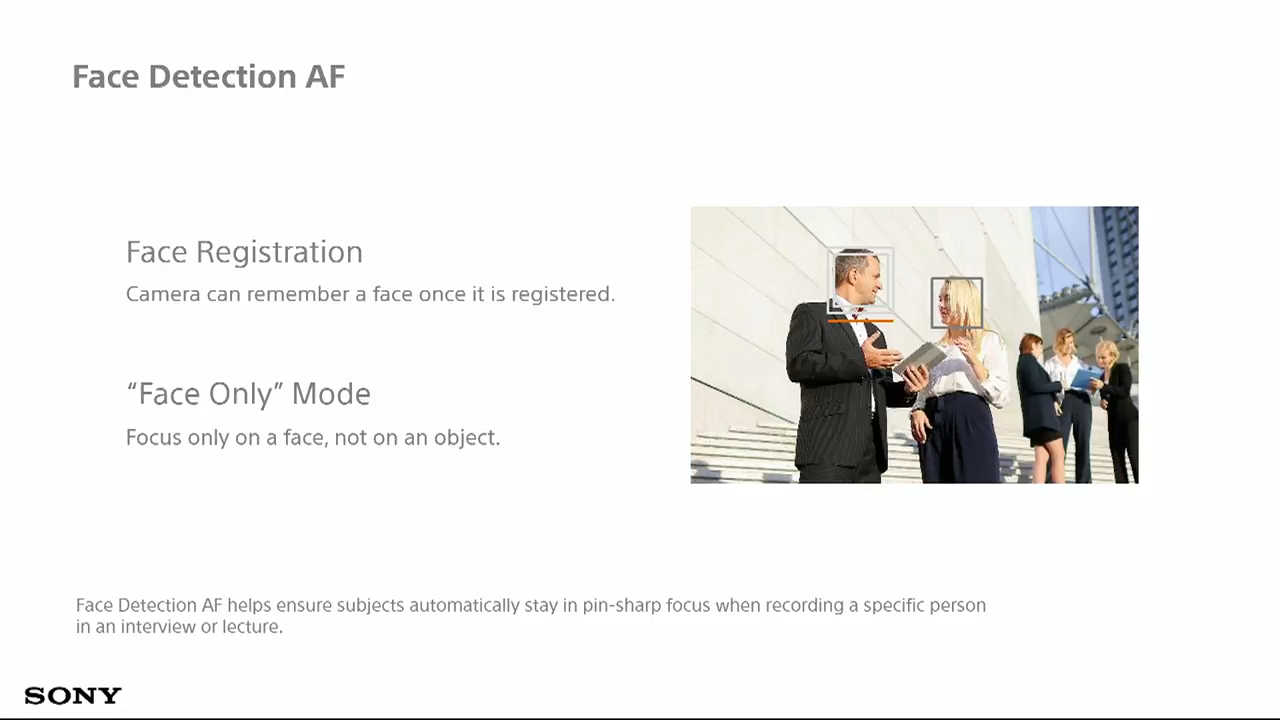 Face Detection AF
Face Registration
Camera can remember a face once it is registered.
“Face Only” Mode
Focus only on a face, not on an object.
Face Detection AF helps ensure subjects automatically stay in pin-sharp focus when recording a specific person
in an interview or lecture.
SONY